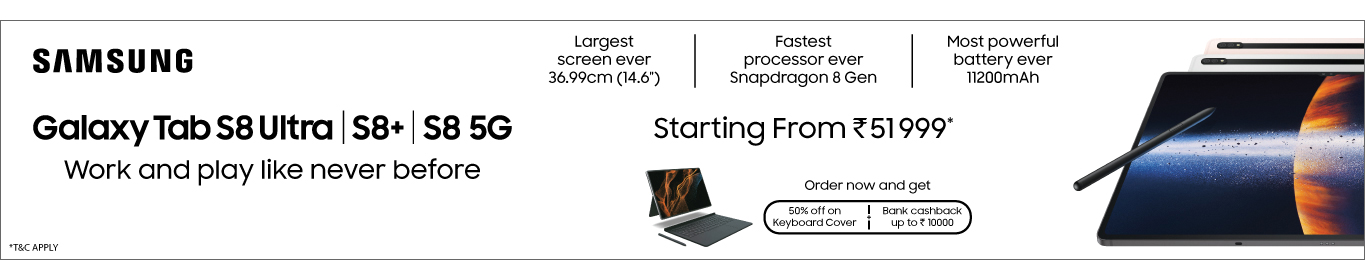 SAMSUNG
Galaxy Tab S8 Ultra | S8+ | S8 5G
Work and play like never before
*T&C APPLY
Largest
screen ever
36.99cm (14.6")
Fastest
processor ever
Snapdragon 8 Gen
Most powerful
battery ever
11200mAh
Starting From ₹51 999*
Order now and get
50% off on
Keyboard Cover
Bank cashback
up to ₹ 10000